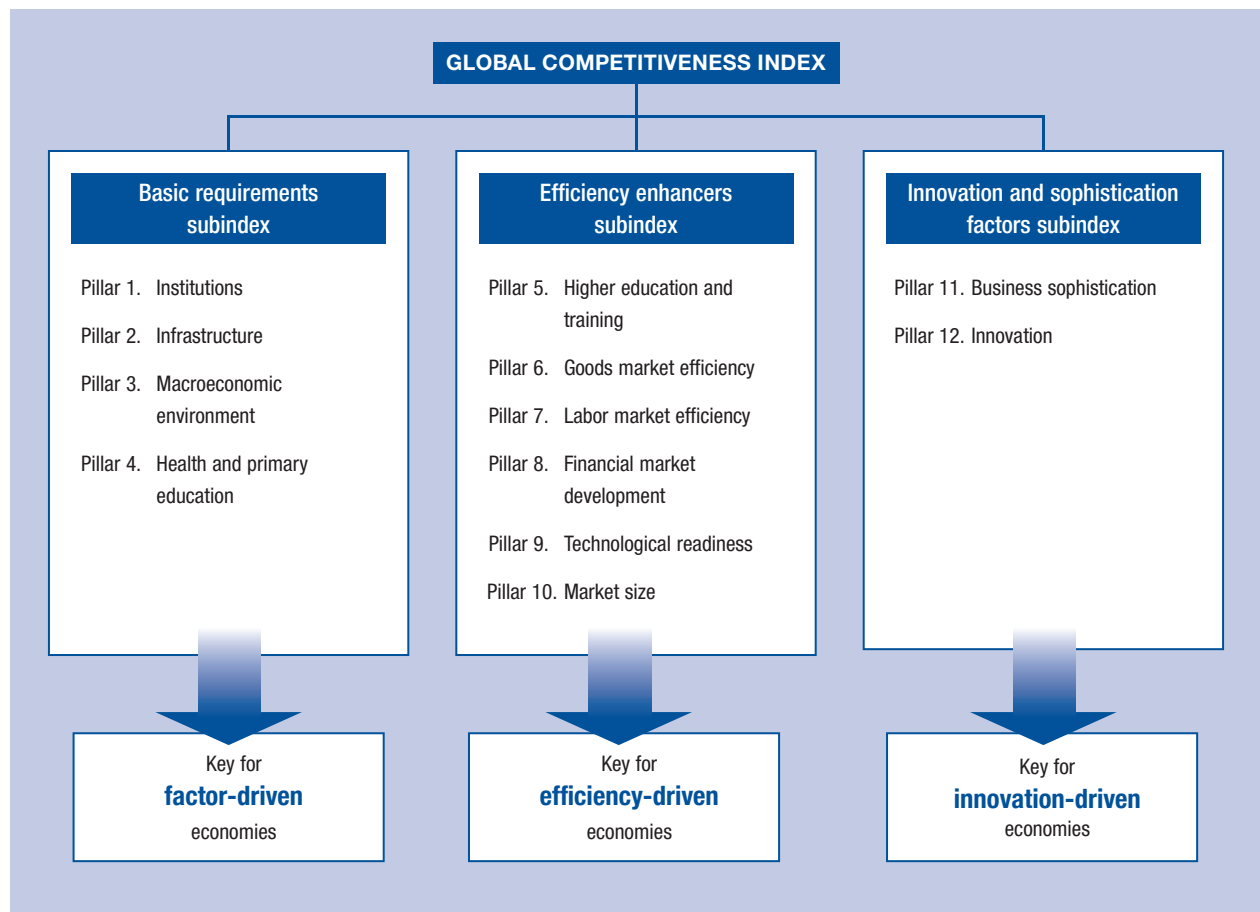 GLOBAL COMPETITIVENESS INDEX
Basic requirements
subindex
Pillar 1. Institutions
Pillar 2. Infrastructure
Pillar 3. Macroeconomic
environment
Pillar 4. Health and primary
education
Key for
factor-driven
economies
Efficiency enhancers
subindex
Pillar 5. Higher education and
training
Pillar 6. Goods market efficiency
Pillar 7. Labor market efficiency
Pillar 8. Financial market
development
Pillar 9. Technological readiness
Pillar 10. Market size
Key for
efficiency-driven
economies
Innovation and sophistication
factors subindex
Pillar 11. Business sophistication
Pillar 12. Innovation
Key for
innovation-driven
economies